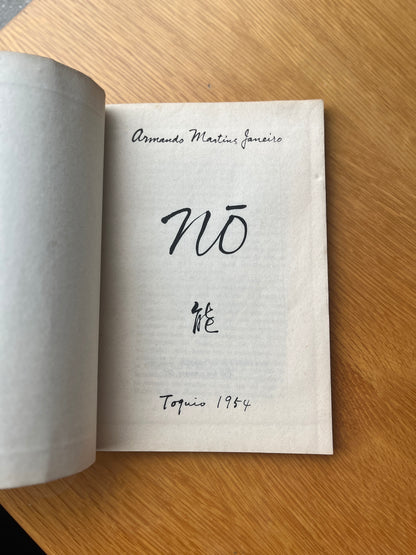 Armando Martins Janeiro
Nō
能
Toquio 1954